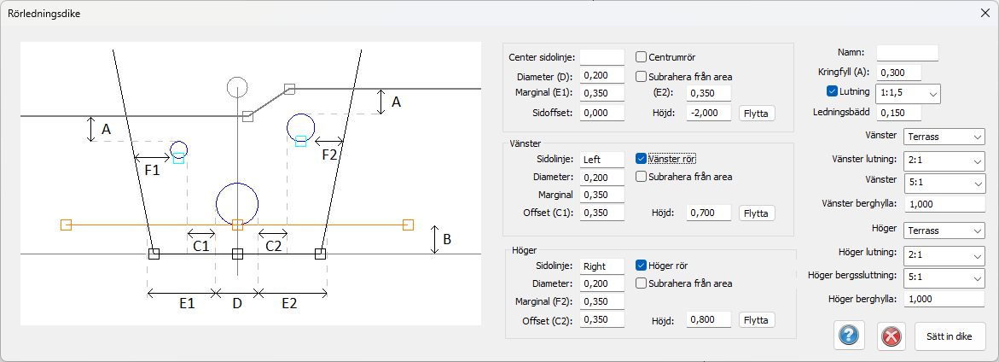 Rörledningsdike
A
A
F1
F2
C1
C2
B
E1
D
E2
Center sidolinje:
Centrumrör
Diameter (D): 0,200
Subrahera från area
Marginal (E1): 0,350
(E2): 0,350
Sidoffset: 0,000
Höjd: -2,000 Flytta
Vänster
Sidolinje: Left
Vänster rör
Diameter: 0,200
Subrahera från area
Marginal 0,350
Offset (C1): 0,350
Höjd: 0,700 Flytta
Höger
Sidolinje: Right
Höger rör
Diameter: 0,200
Subrahera från area
Marginal (F2): 0,350
Offset (C2): 0,350
Höjd: 0,800 Flytta
Namn:
Kringfyll (A): 0,300
Lutning 1:1,5
Ledningsbädd 0,150
Vänster Terrass
Vänster lutning: 2:1
Vänster 5:1
Vänster berghylla: 1,000
Höger Terrass
Höger lutning: 2:1
Höger bergssluttning: 5:1
Höger berghylla: 1,000
?
Sätt in dike